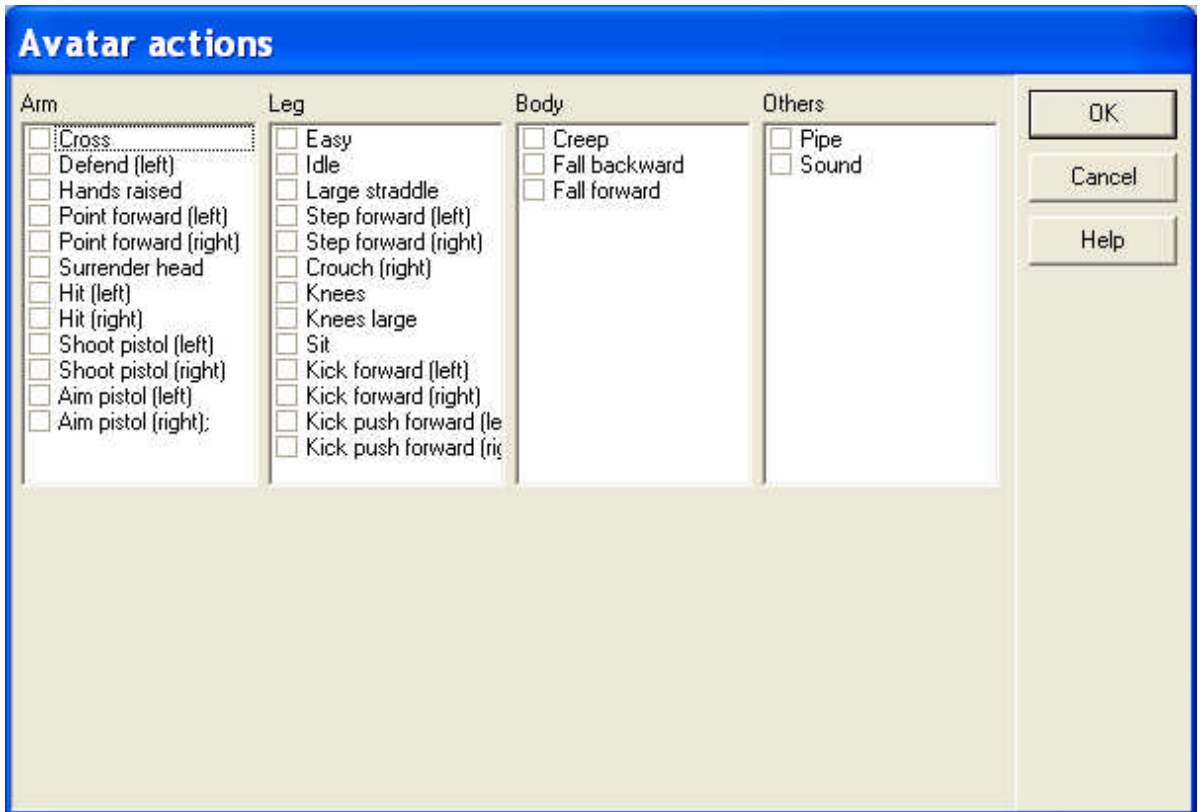 Avatar actions
Arm
Cross
Defend (left)
Hands raised
Point forward (left)
Point forward (right)
Surrender head
Hit (left)
Hit (right)
Shoot pistol (left)
Shoot pistol (right)
Aim pistol (left)
Aim pistol (right);
Leg
Easy
Idle
Large straddle
Step forward (left)
Step forward (right)
Crouch (right)
Knees
Knees large
Sit
Kick forward (left)
Kick forward (right)
Kick push forward (le
Kick push forward (rig
Body
Creep
Fall backward
Fall forward
Others
Pipe
Sound
OK
Cancel
Help